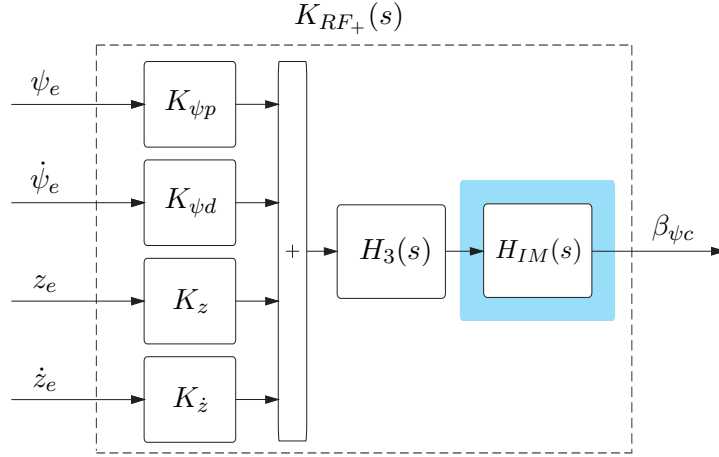 K_{RF_+}(s)
ψ_e
K_{ψp}
ψ̇_e
K_{ψd}
+
H_3(s)
H_{IM}(s)
β_{ψc}
z_e
K_z
ż_e
K_ż